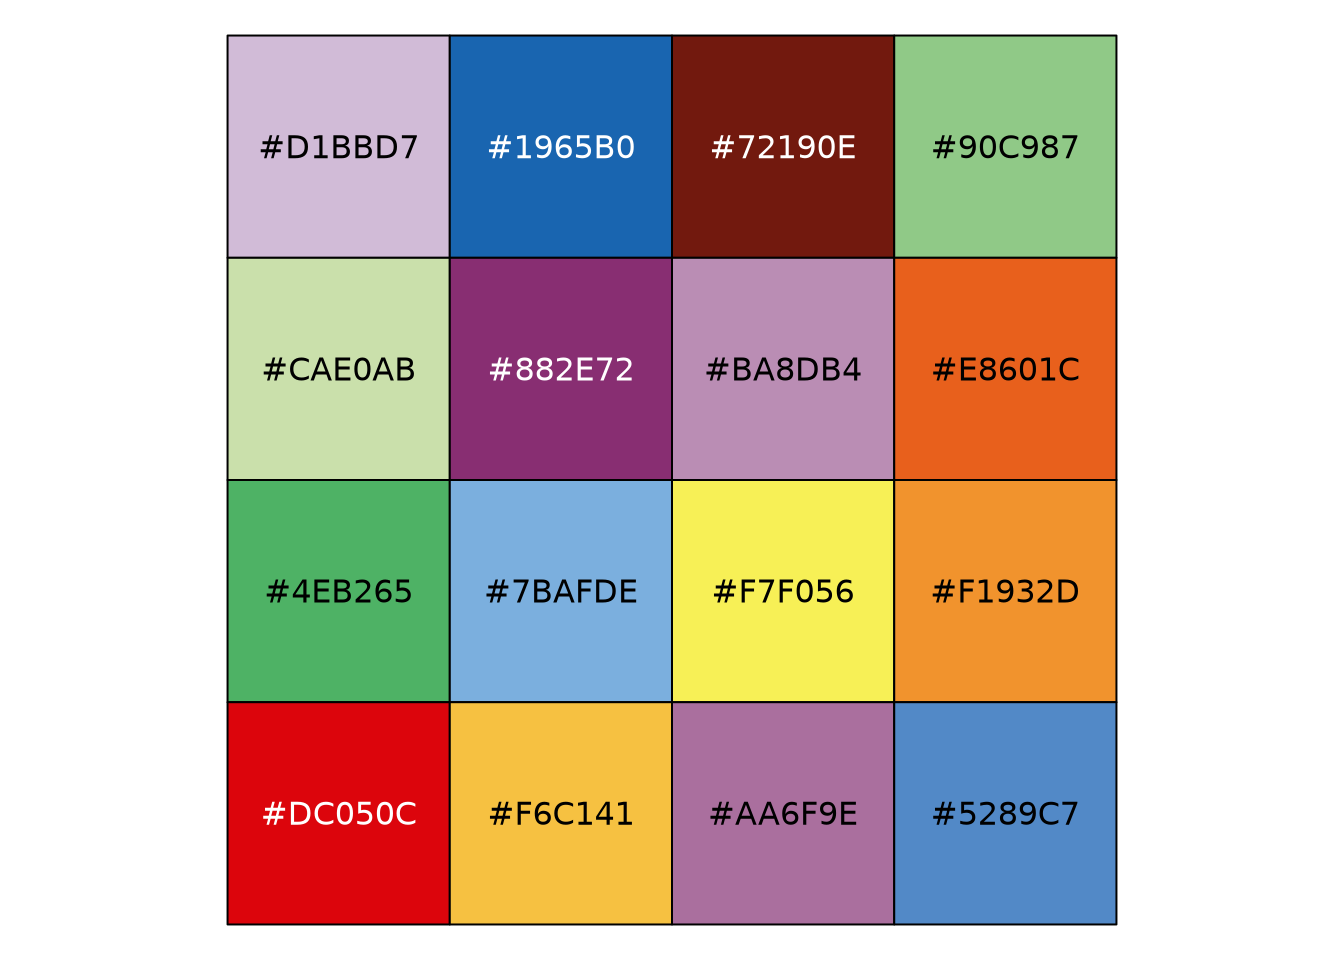 #D1BBD7 #1965B0 #72190E #90C987
#CAE0AB #882E72 #BA8DB4 #E8601C
#4EB265 #7BAFDE #F7F056 #F1932D
#DC050C #F6C141 #AA6F9E #5289C7